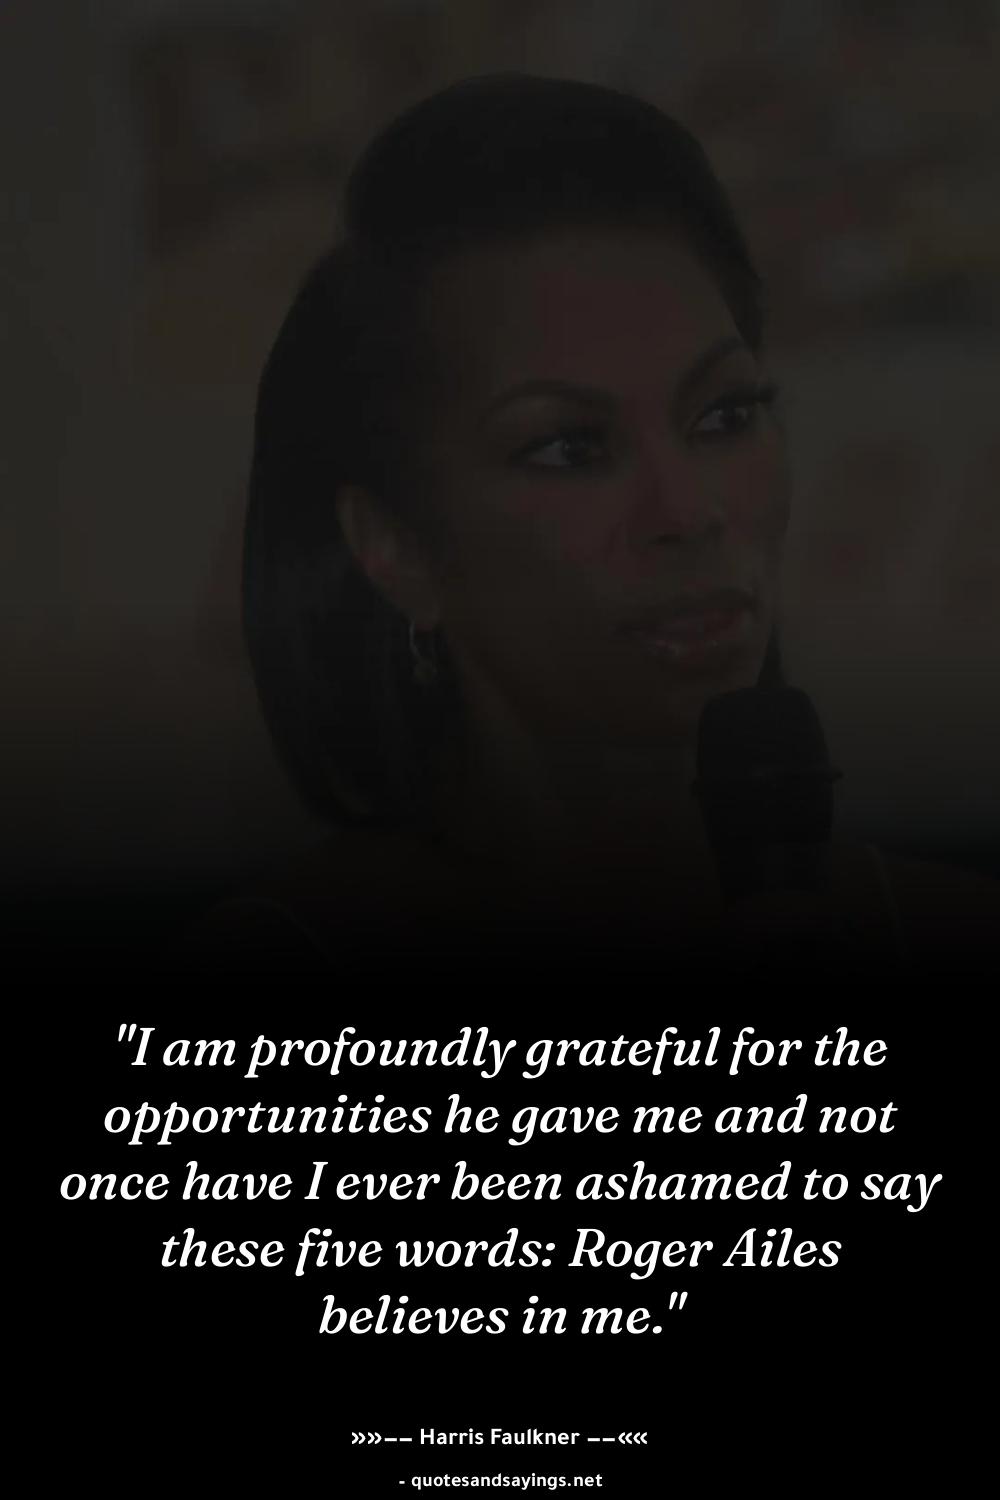 "I am profoundly grateful for the
opportunities he gave me and not
once have I ever been ashamed to say
these five words: Roger Ailes
believes in me."
»»−− Harris Faulkner −−««
- quotesandsayings.net